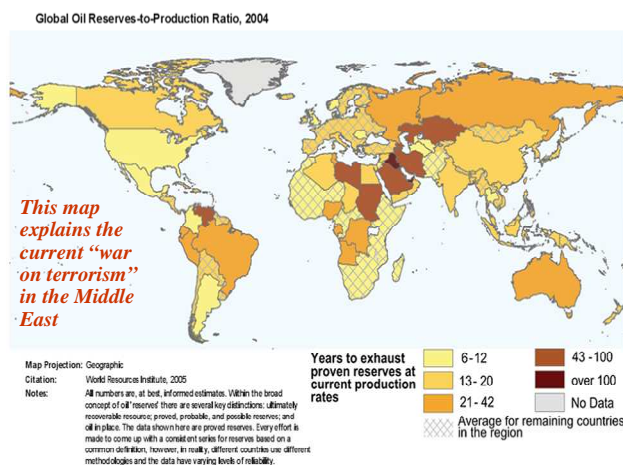 Global Oil Reserves-to-Production Ratio, 2004
This map
explains the
current “war
on terrorism”
in the Middle
East
Years to exhaust
proven reserves at
current production
rates
6-12
13- 20
21 - 42
43 - 100
over 100
No Data
Average for remaining countries
in the region
Map Projection: Geographic
Citation: World Resources Institute, 2005
Notes: All numbers are, at best, informed estimates. Within the broad
concept of oil 'reserves' there are several key distinctions: ultimately
recoverable resource; proved, probable, and possible reserves; and
oil in place. The data shown here are proved reserves. Every effort is
made to come up with a consistent series for reserves based on a
common definition, however, in reality, different countries use different
methodologies and the data have varying levels of reliability.